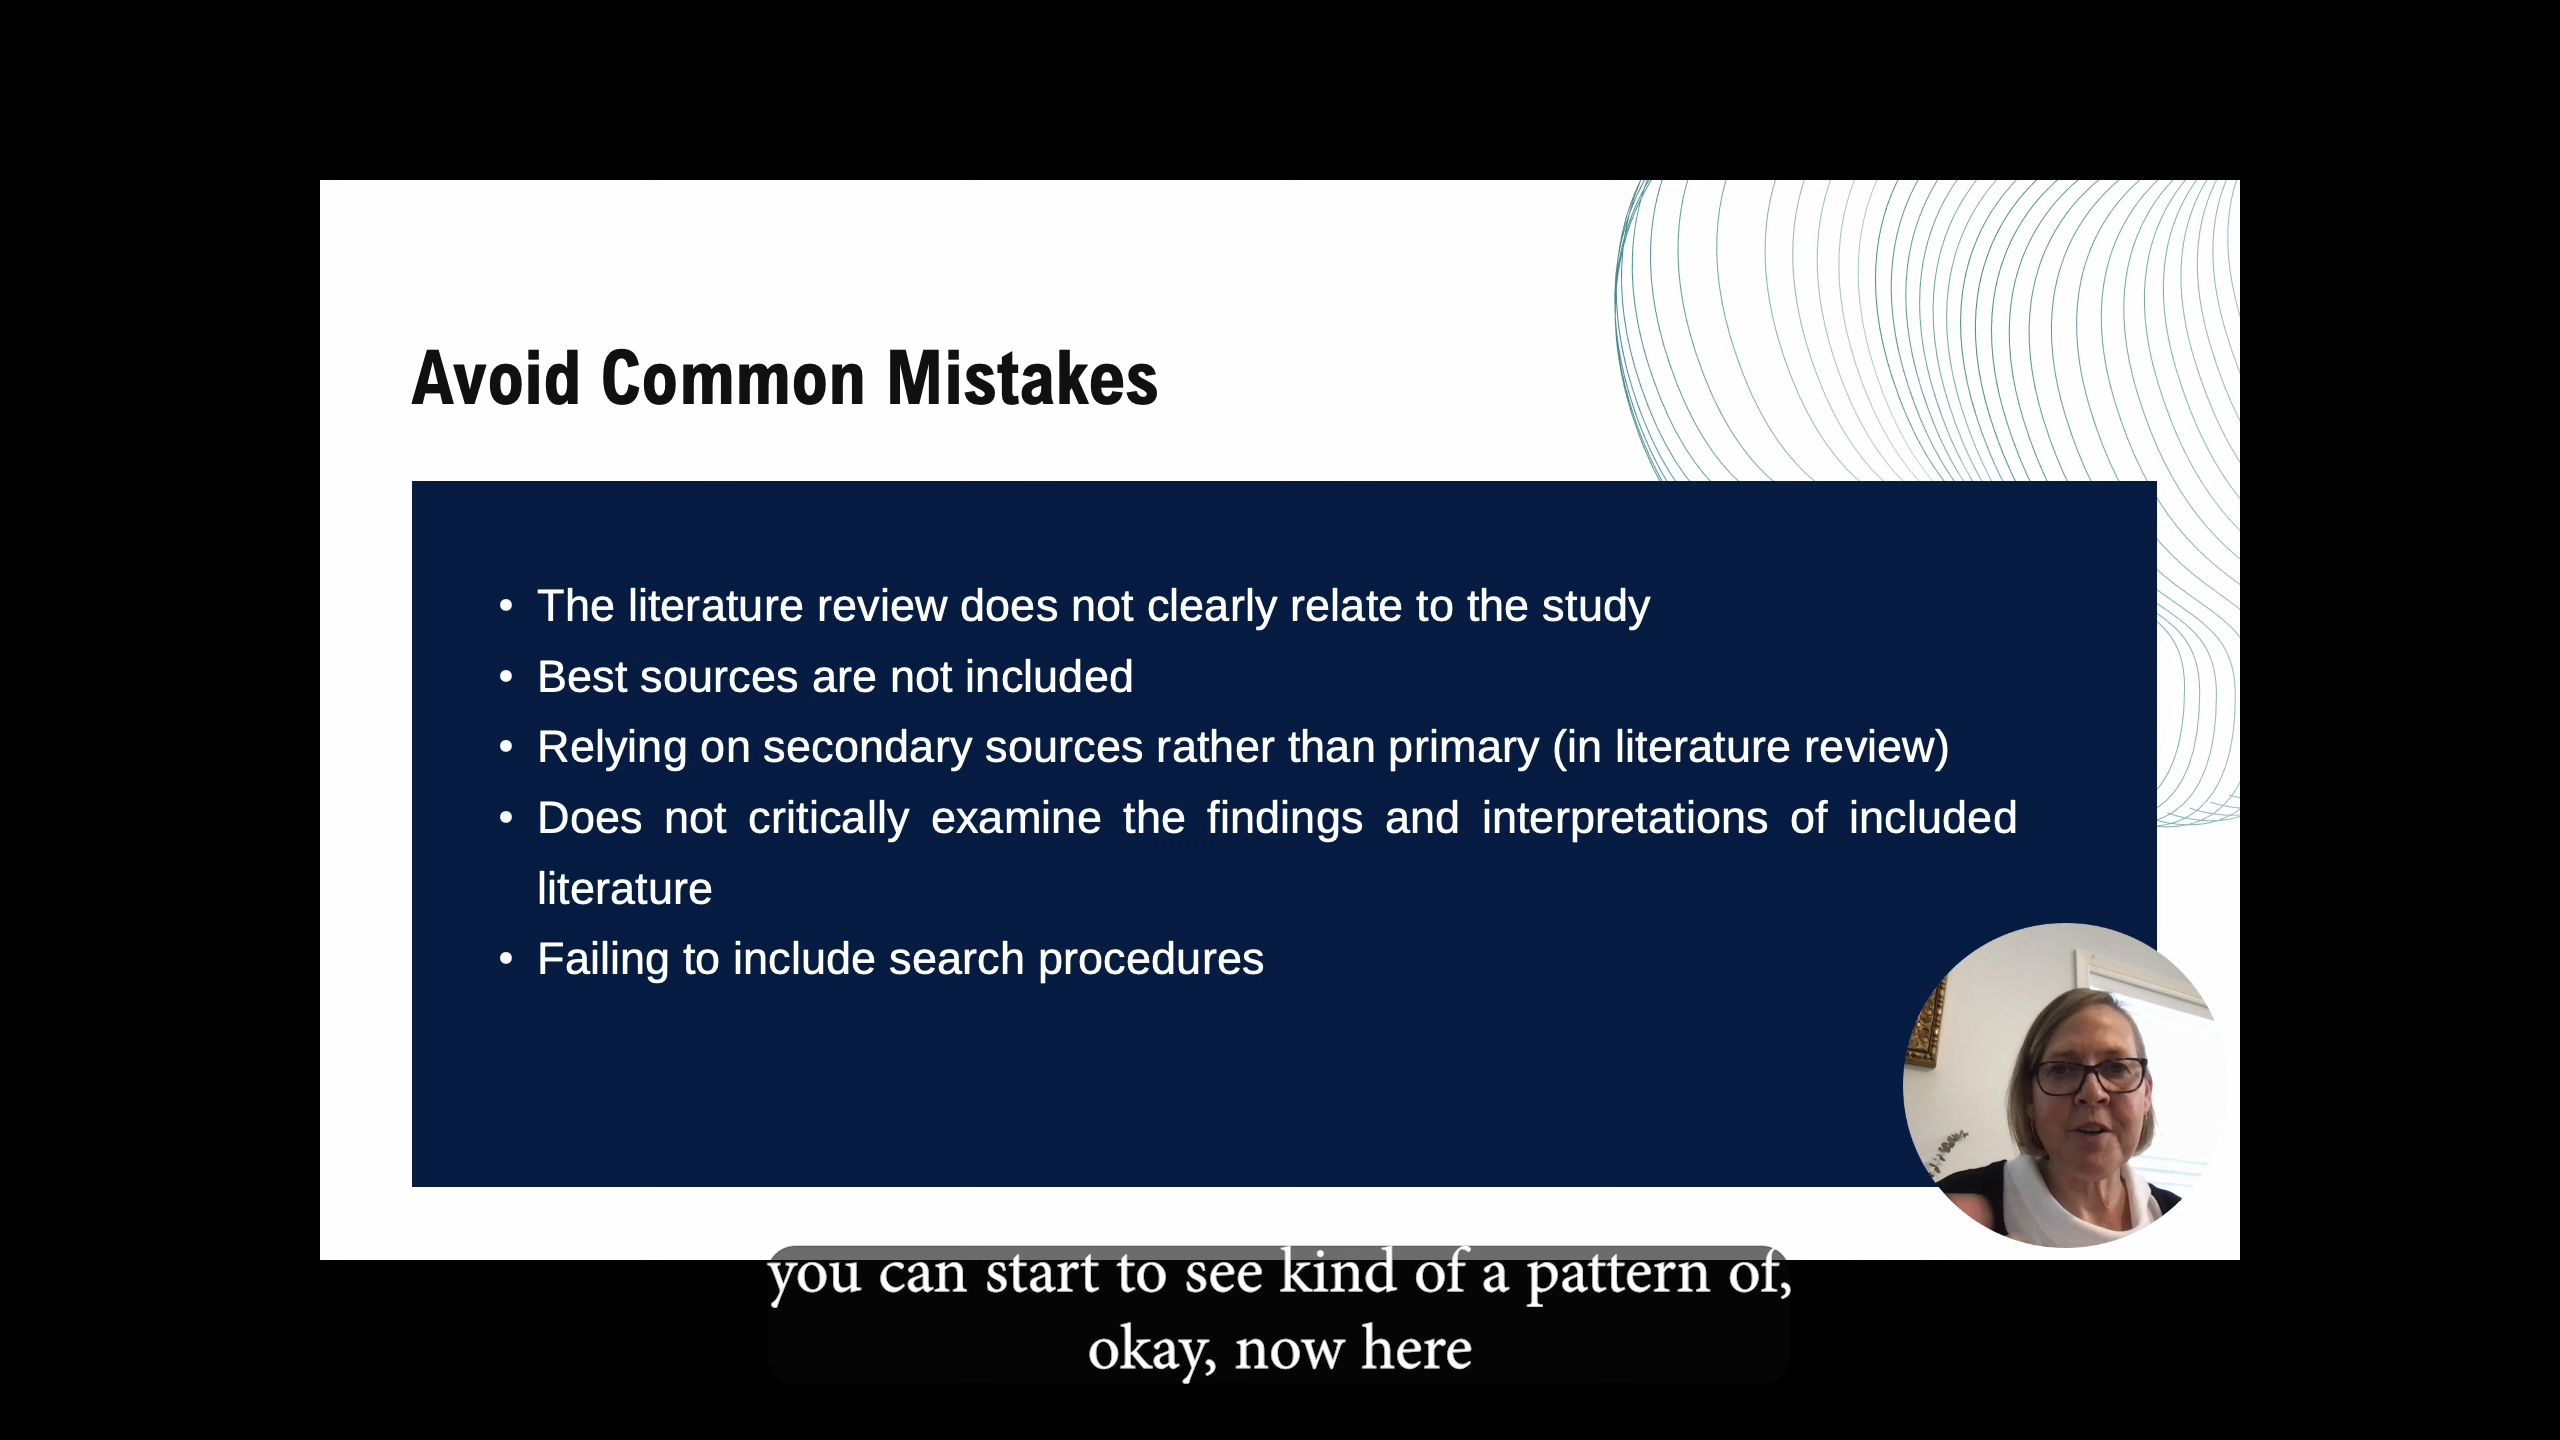 Avoid Common Mistakes
• The literature review does not clearly relate to the study
• Best sources are not included
• Relying on secondary sources rather than primary (in literature review)
• Does not critically examine the findings and interpretations of included
literature
• Failing to include search procedures
you can start to see kind of a pattern of,
okay, now here